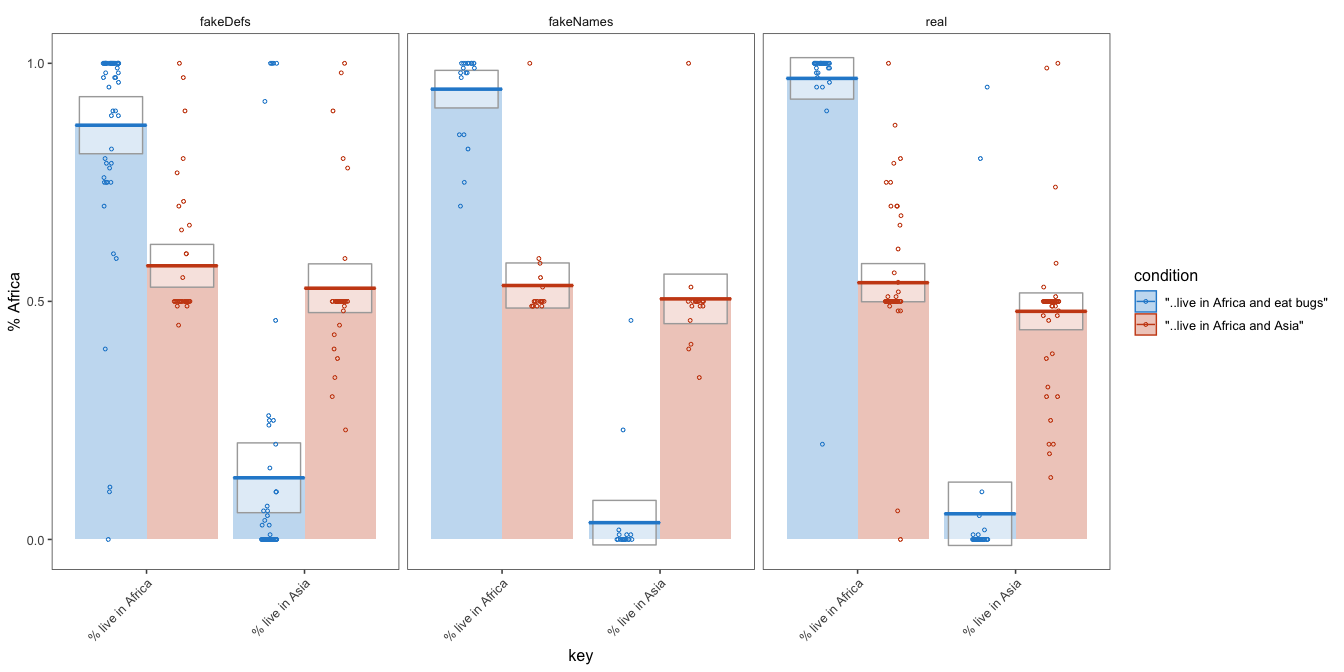 fakeDefs
fakeNames
real
% Africa
1.0
0.5
0.0
% live in Africa
% live in Asia
% live in Africa
% live in Asia
% live in Africa
% live in Asia
key
condition
"..live in Africa and eat bugs"
"..live in Africa and Asia"